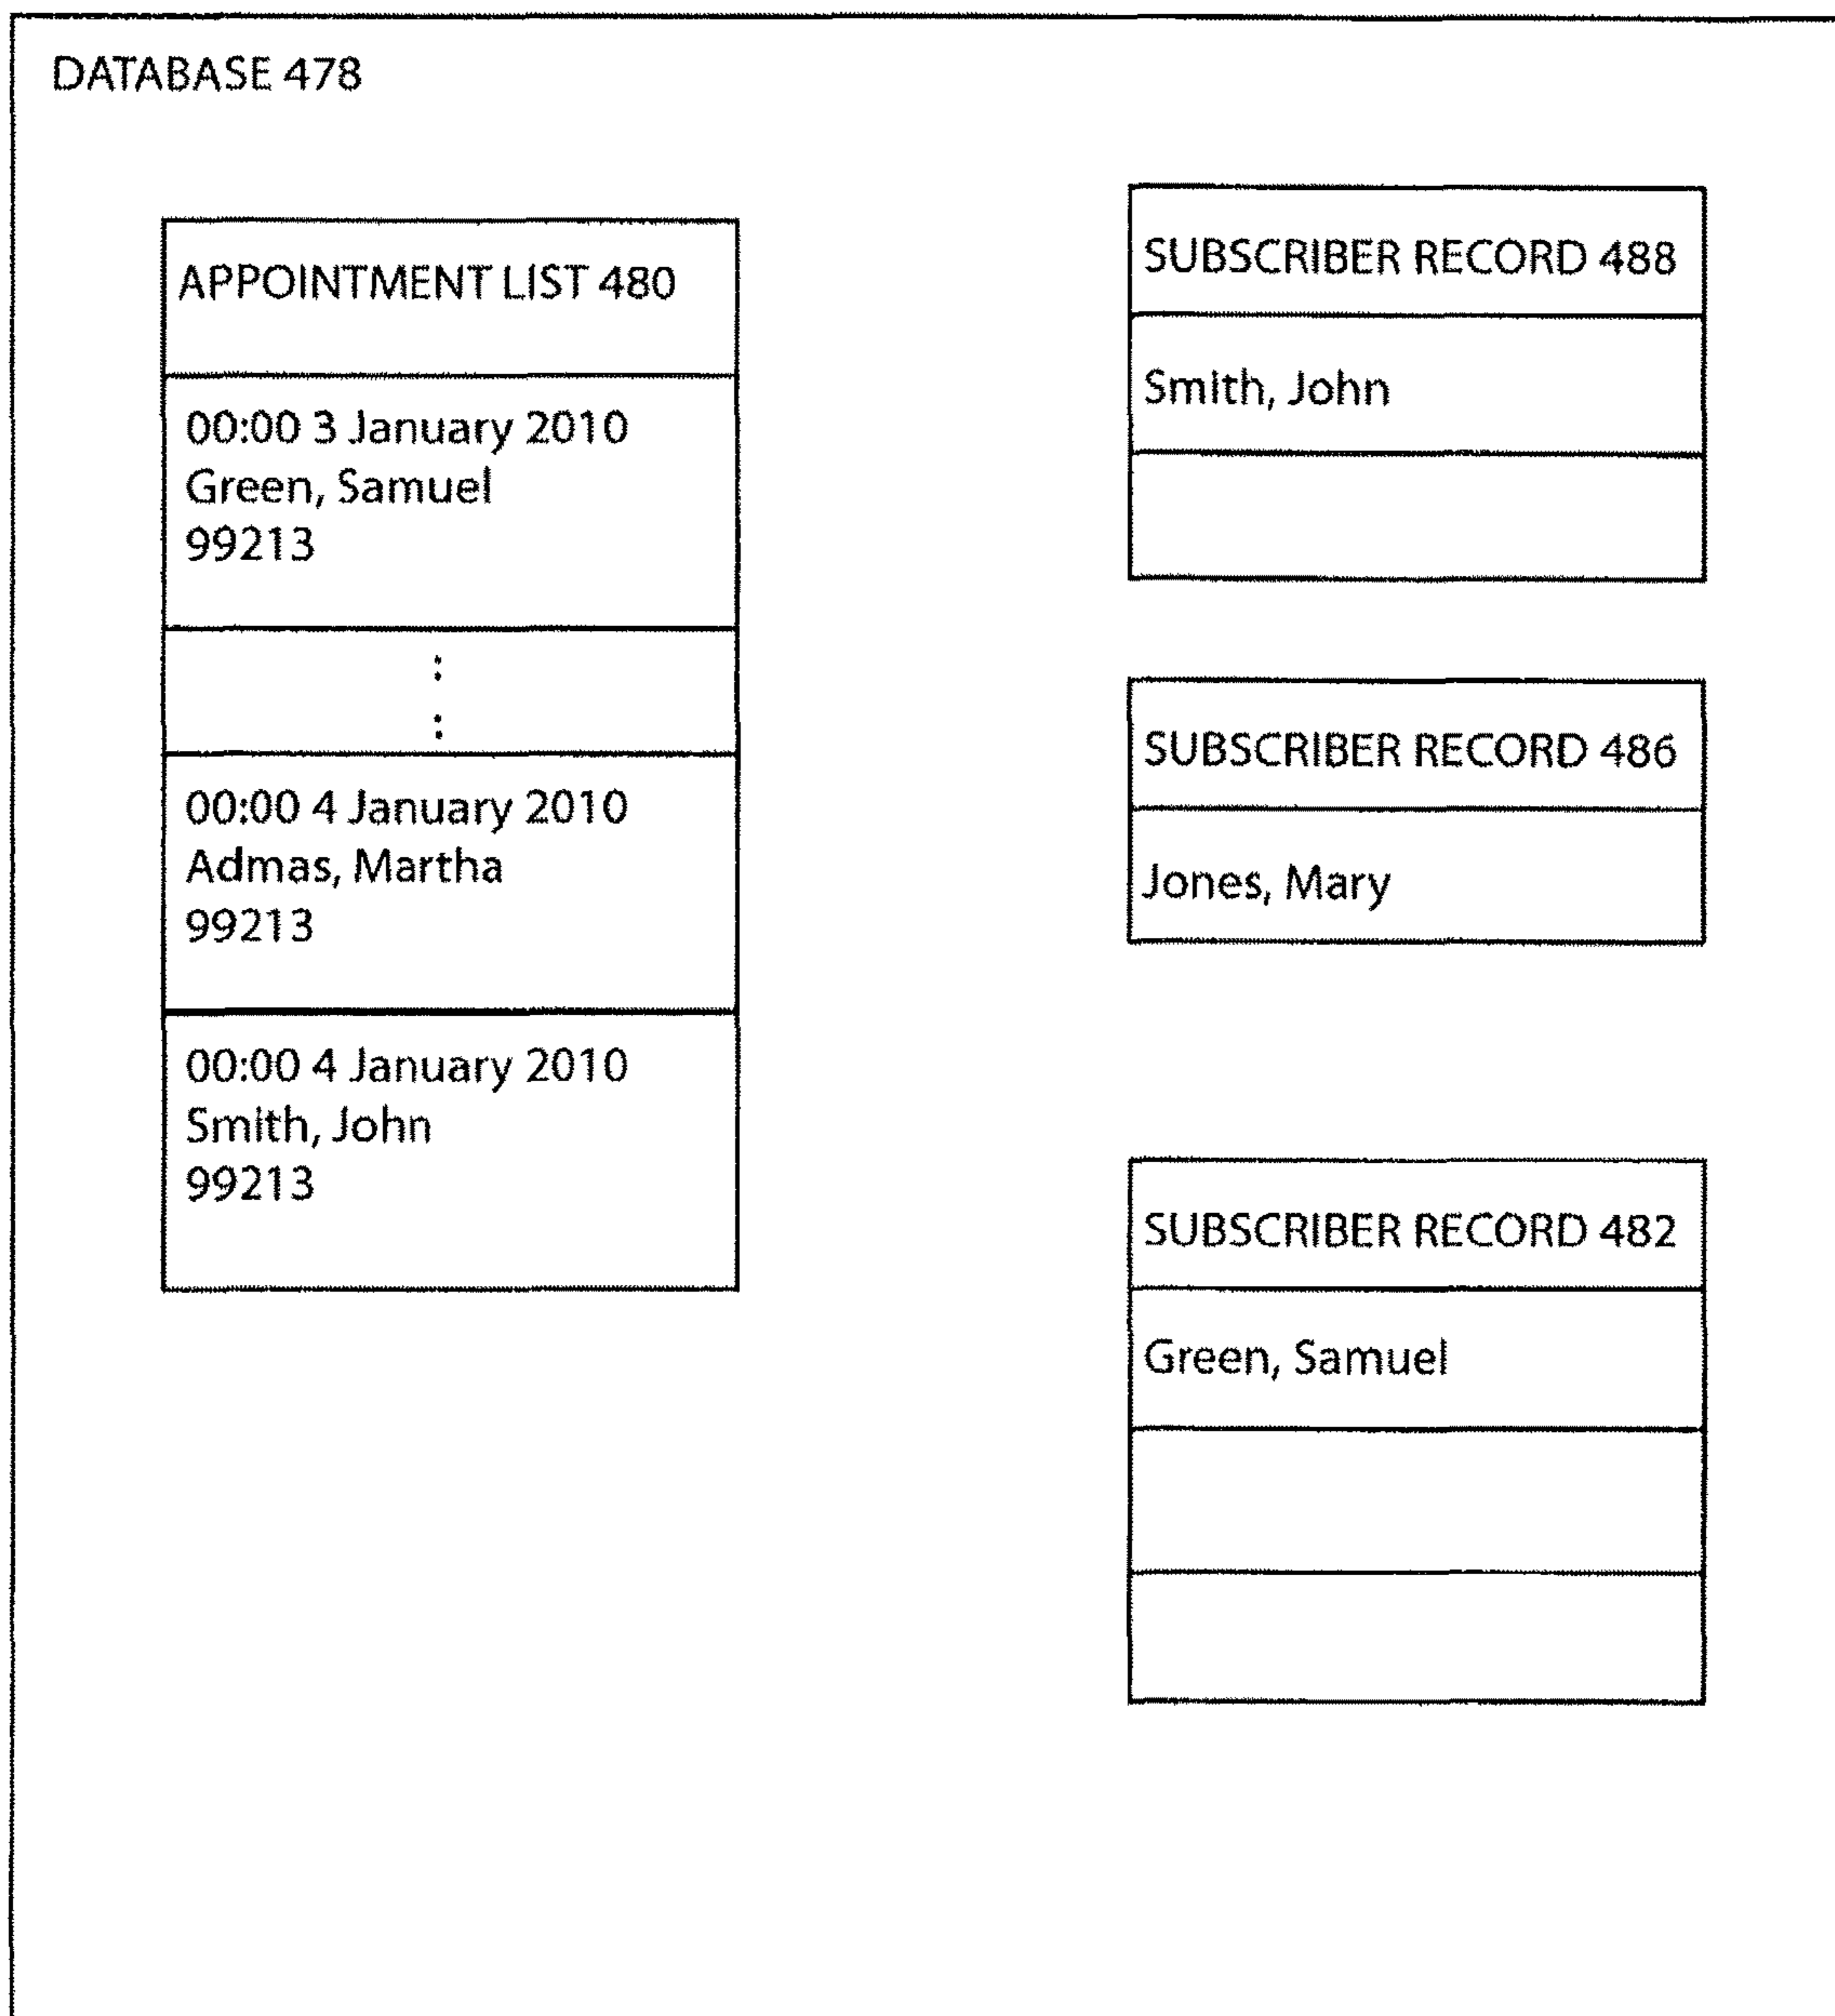 DATABASE 478
APPOINTMENT LIST 480
00:00 3 January 2010
Green, Samuel
99213
:
:
00:00 4 January 2010
Admas, Martha
99213
00:00 4 January 2010
Smith, John
99213
SUBSCRIBER RECORD 488
Smith, John
SUBSCRIBER RECORD 486
Jones, Mary
SUBSCRIBER RECORD 482
Green, Samuel